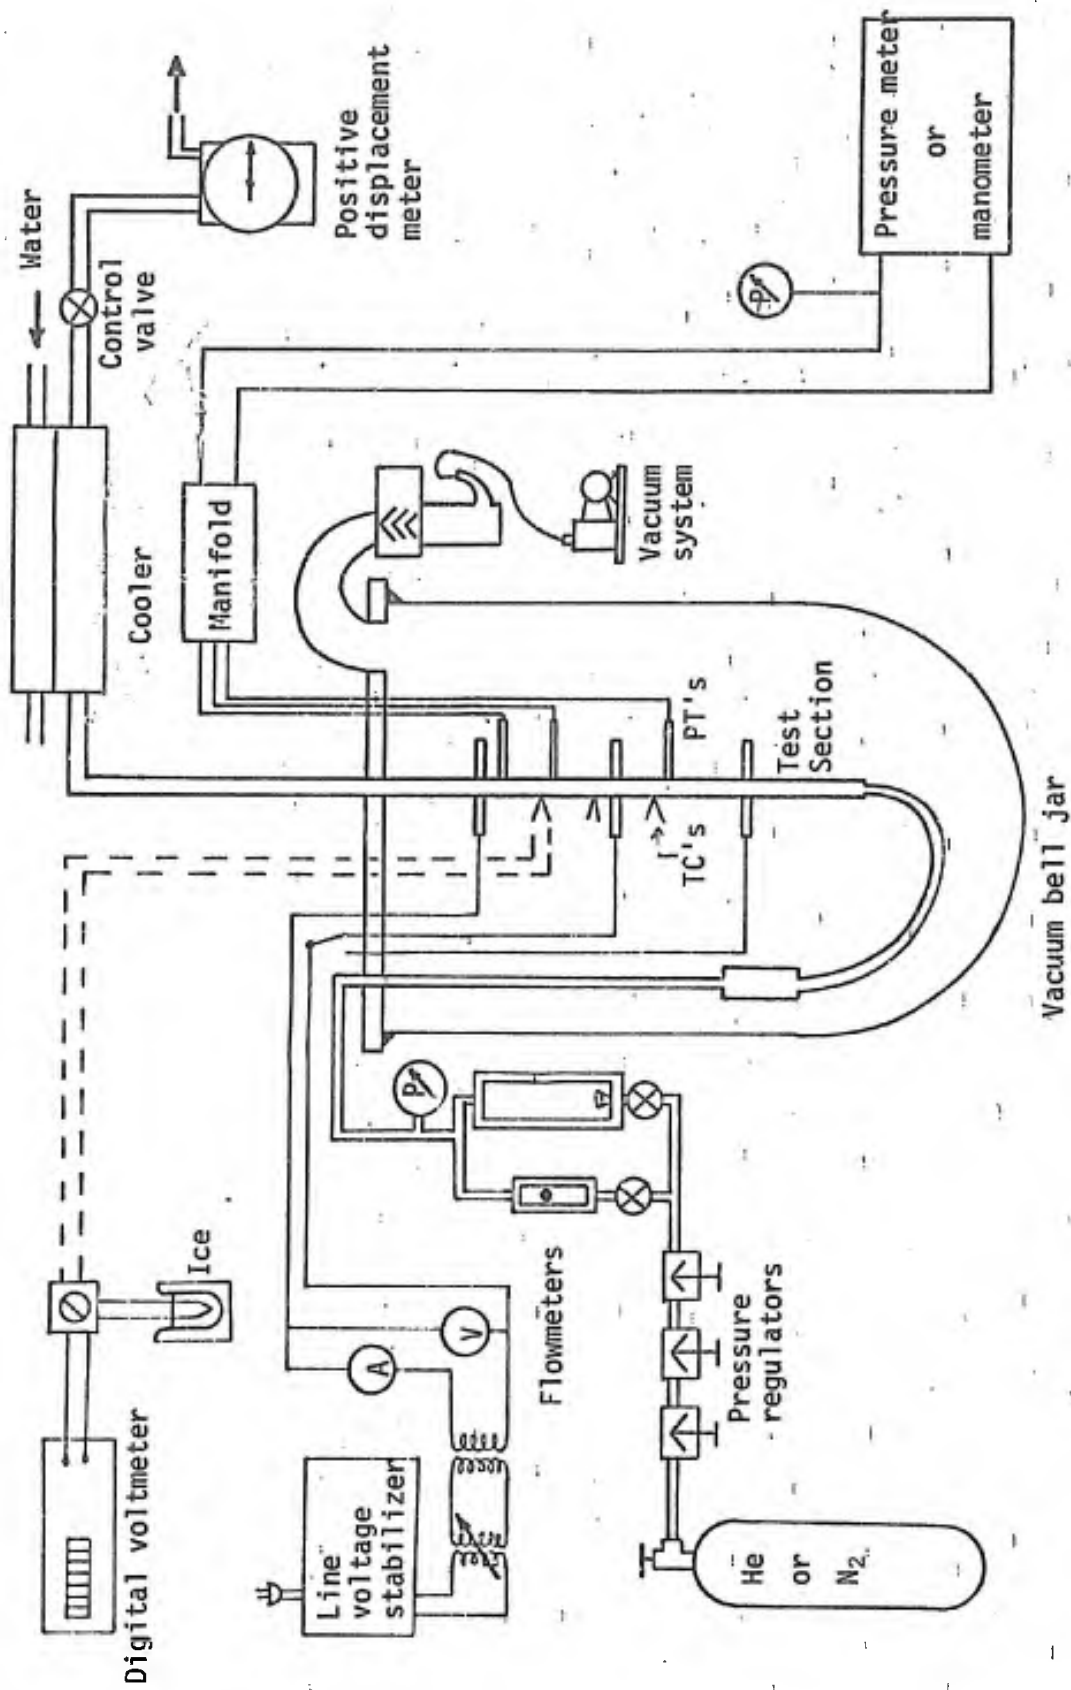 Water
Control
valve
Positive
displacement
meter
Pressure meter
or
manometer
P
Cooler
Manifold
Vacuum
system
PT's
TC's
Test
Section
Vacuum bell jar
Ice
Digital voltmeter
A
V
Line
voltage
stabilizer
P
Flowmeters
Pressure
regulators
He
or
N₂